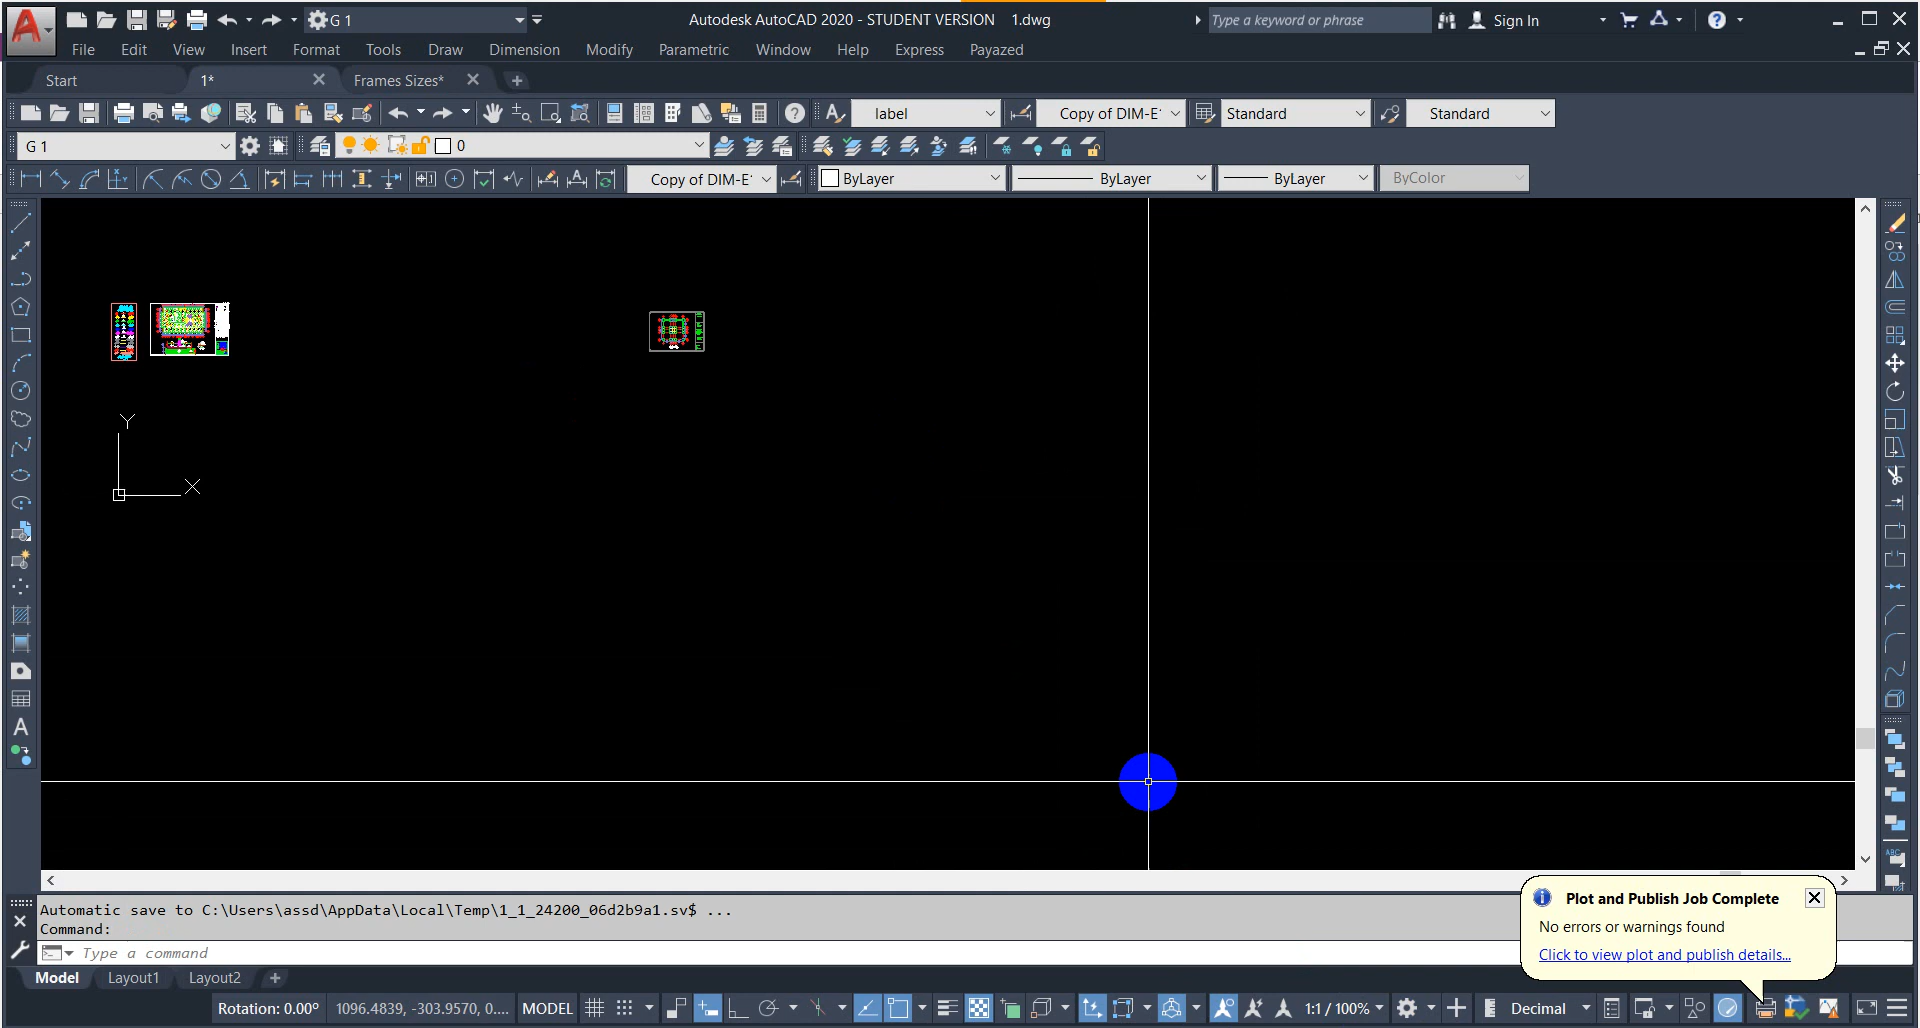 G 1
Autodesk AutoCAD 2020 - STUDENT VERSION 1.dwg
Type a keyword or phrase
Sign In
File Edit View Insert Format Tools Draw Dimension Modify Parametric Window Help Express Payazed
Start 1* Frames Sizes*
label Copy of DIM-E Standard Standard
G 1 0
Copy of DIM-E ByLayer ByLayer ByLayer ByColor
Y
X
Automatic save to C:\Users\assd\AppData\Local\Temp\1_1_24200_06d2b9a1.sv$ ...
Command:
Type a command
Plot and Publish Job Complete
No errors or warnings found
Click to view plot and publish details...
Model Layout1 Layout2
Rotation: 0.00º 1096.4839, -303.9570, 0.... MODEL 1:1 / 100% Decimal